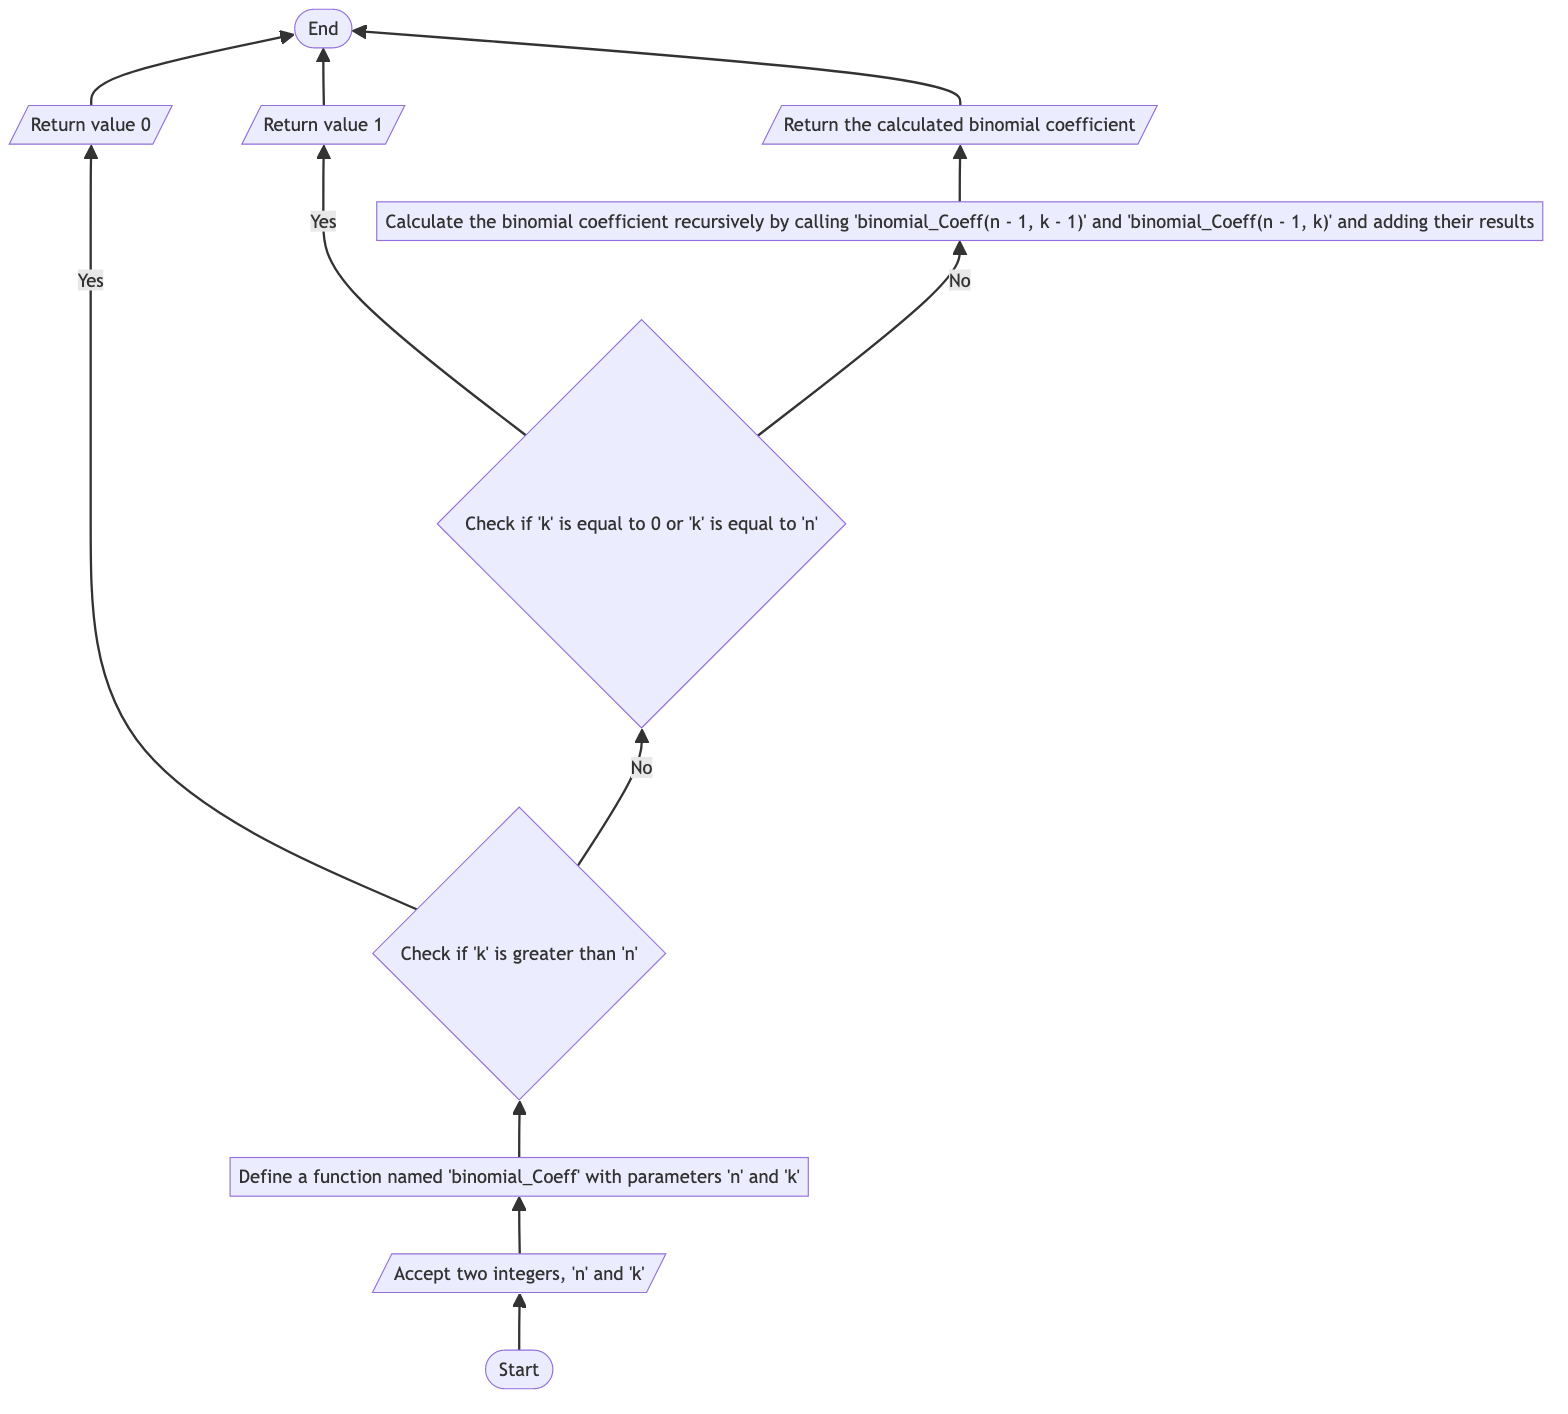 End
Return value 0
Return value 1
Return the calculated binomial coefficient
Yes
Calculate the binomial coefficient recursively by calling 'binomial_Coeff(n - 1, k - 1)' and 'binomial_Coeff(n - 1, k)' and adding their results
Yes
No
Check if 'k' is equal to 0 or 'k' is equal to 'n'
No
Check if 'k' is greater than 'n'
Define a function named 'binomial_Coeff' with parameters 'n' and 'k'
Accept two integers, 'n' and 'k'
Start